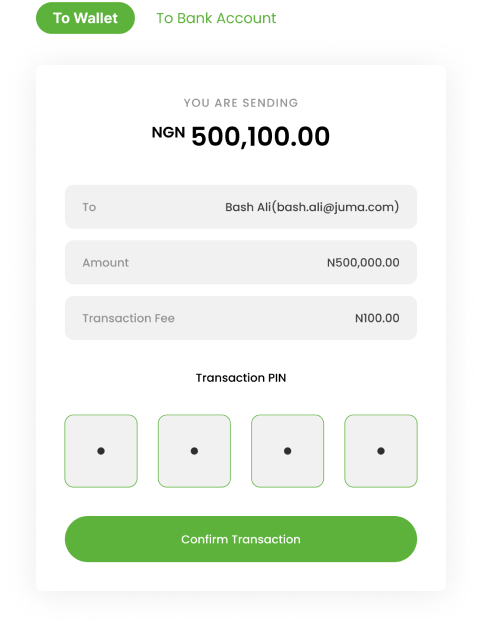 To Wallet To Bank Account
YOU ARE SENDING
NGN 500,100.00
To Bash Ali(bash.ali@juma.com)
Amount N500,000.00
Transaction Fee N100.00
Transaction PIN
Confirm Transaction